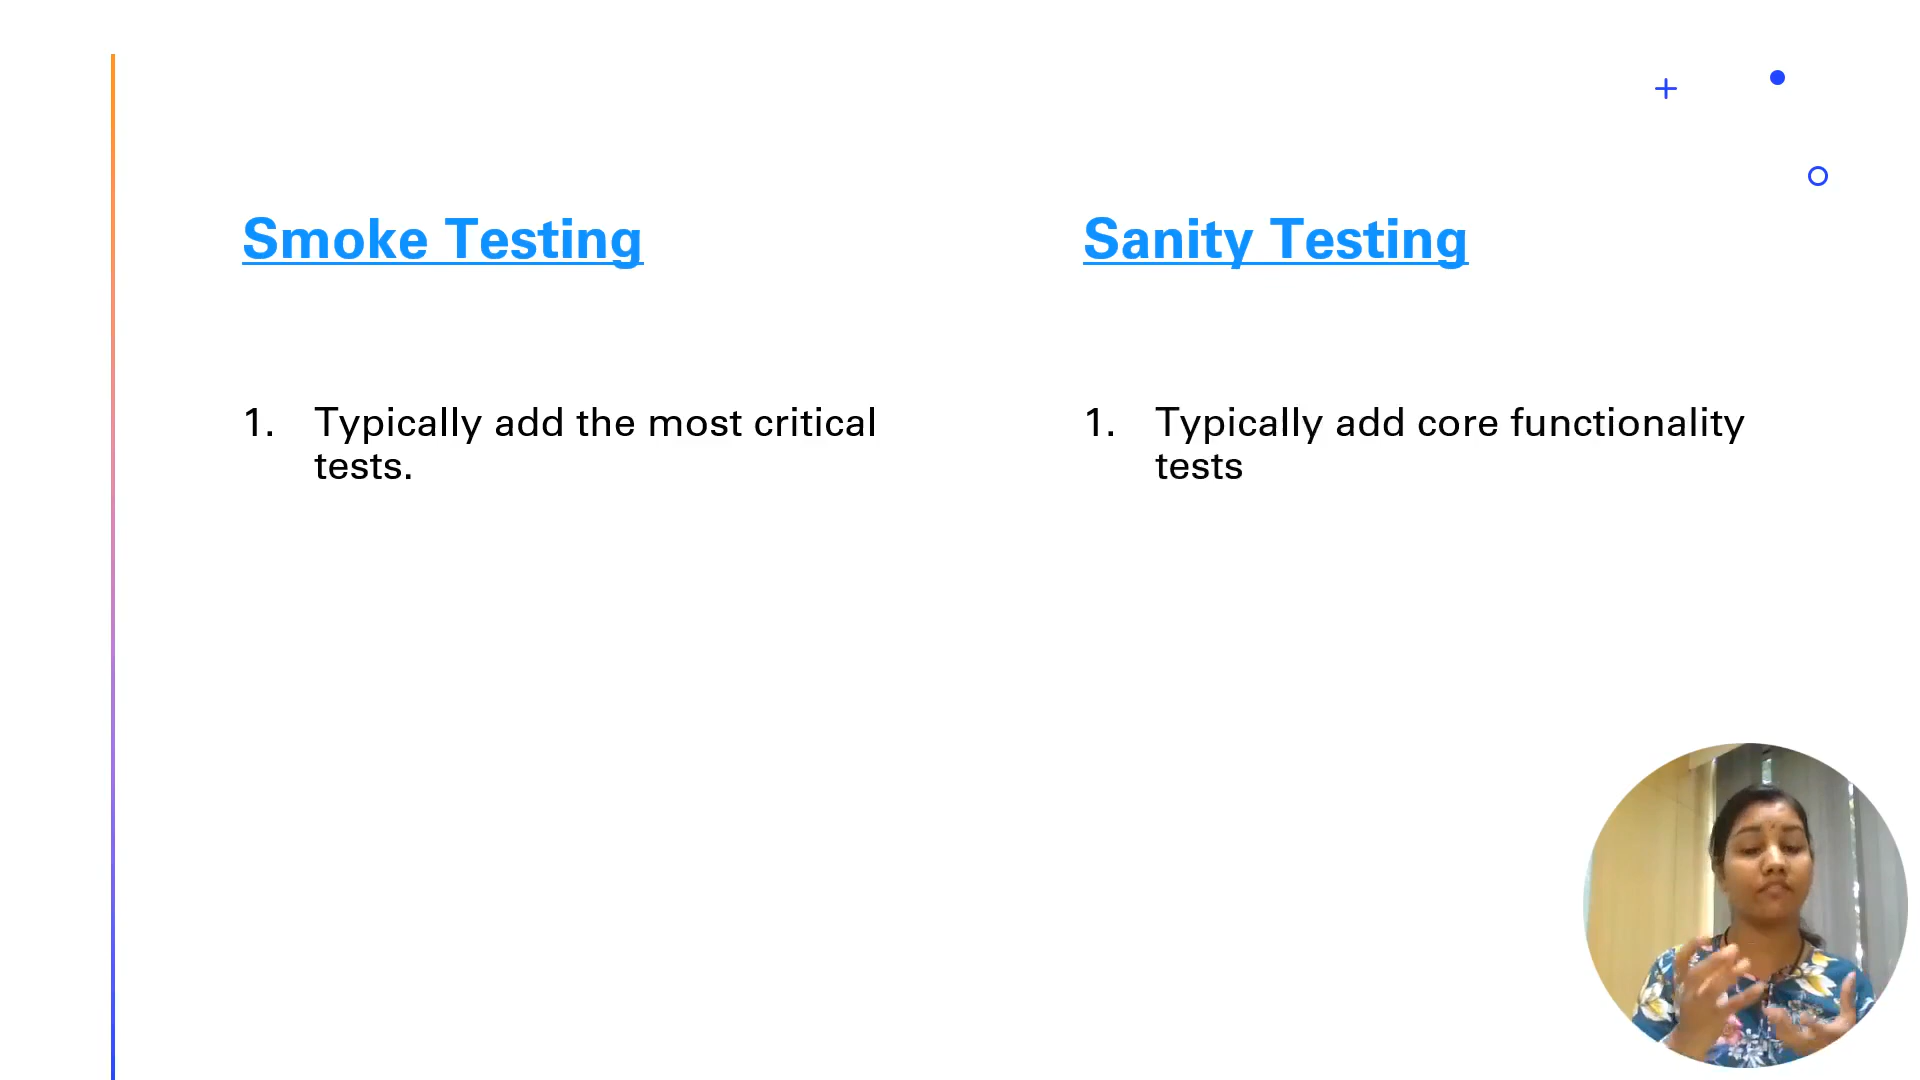 Smoke Testing
1. Typically add the most critical
tests.
Sanity Testing
1. Typically add core functionality
tests